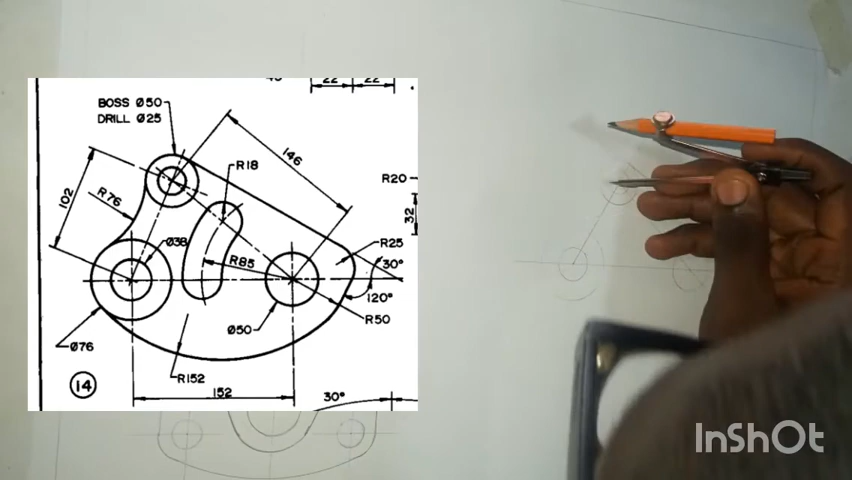 22 22
BOSS Ø50
DRILL Ø25
146
R18
R20
102
R76
32
Ø38
R25
R85
30°
120°
Ø50
R50
Ø76
R152
14
152
30°
InShOt